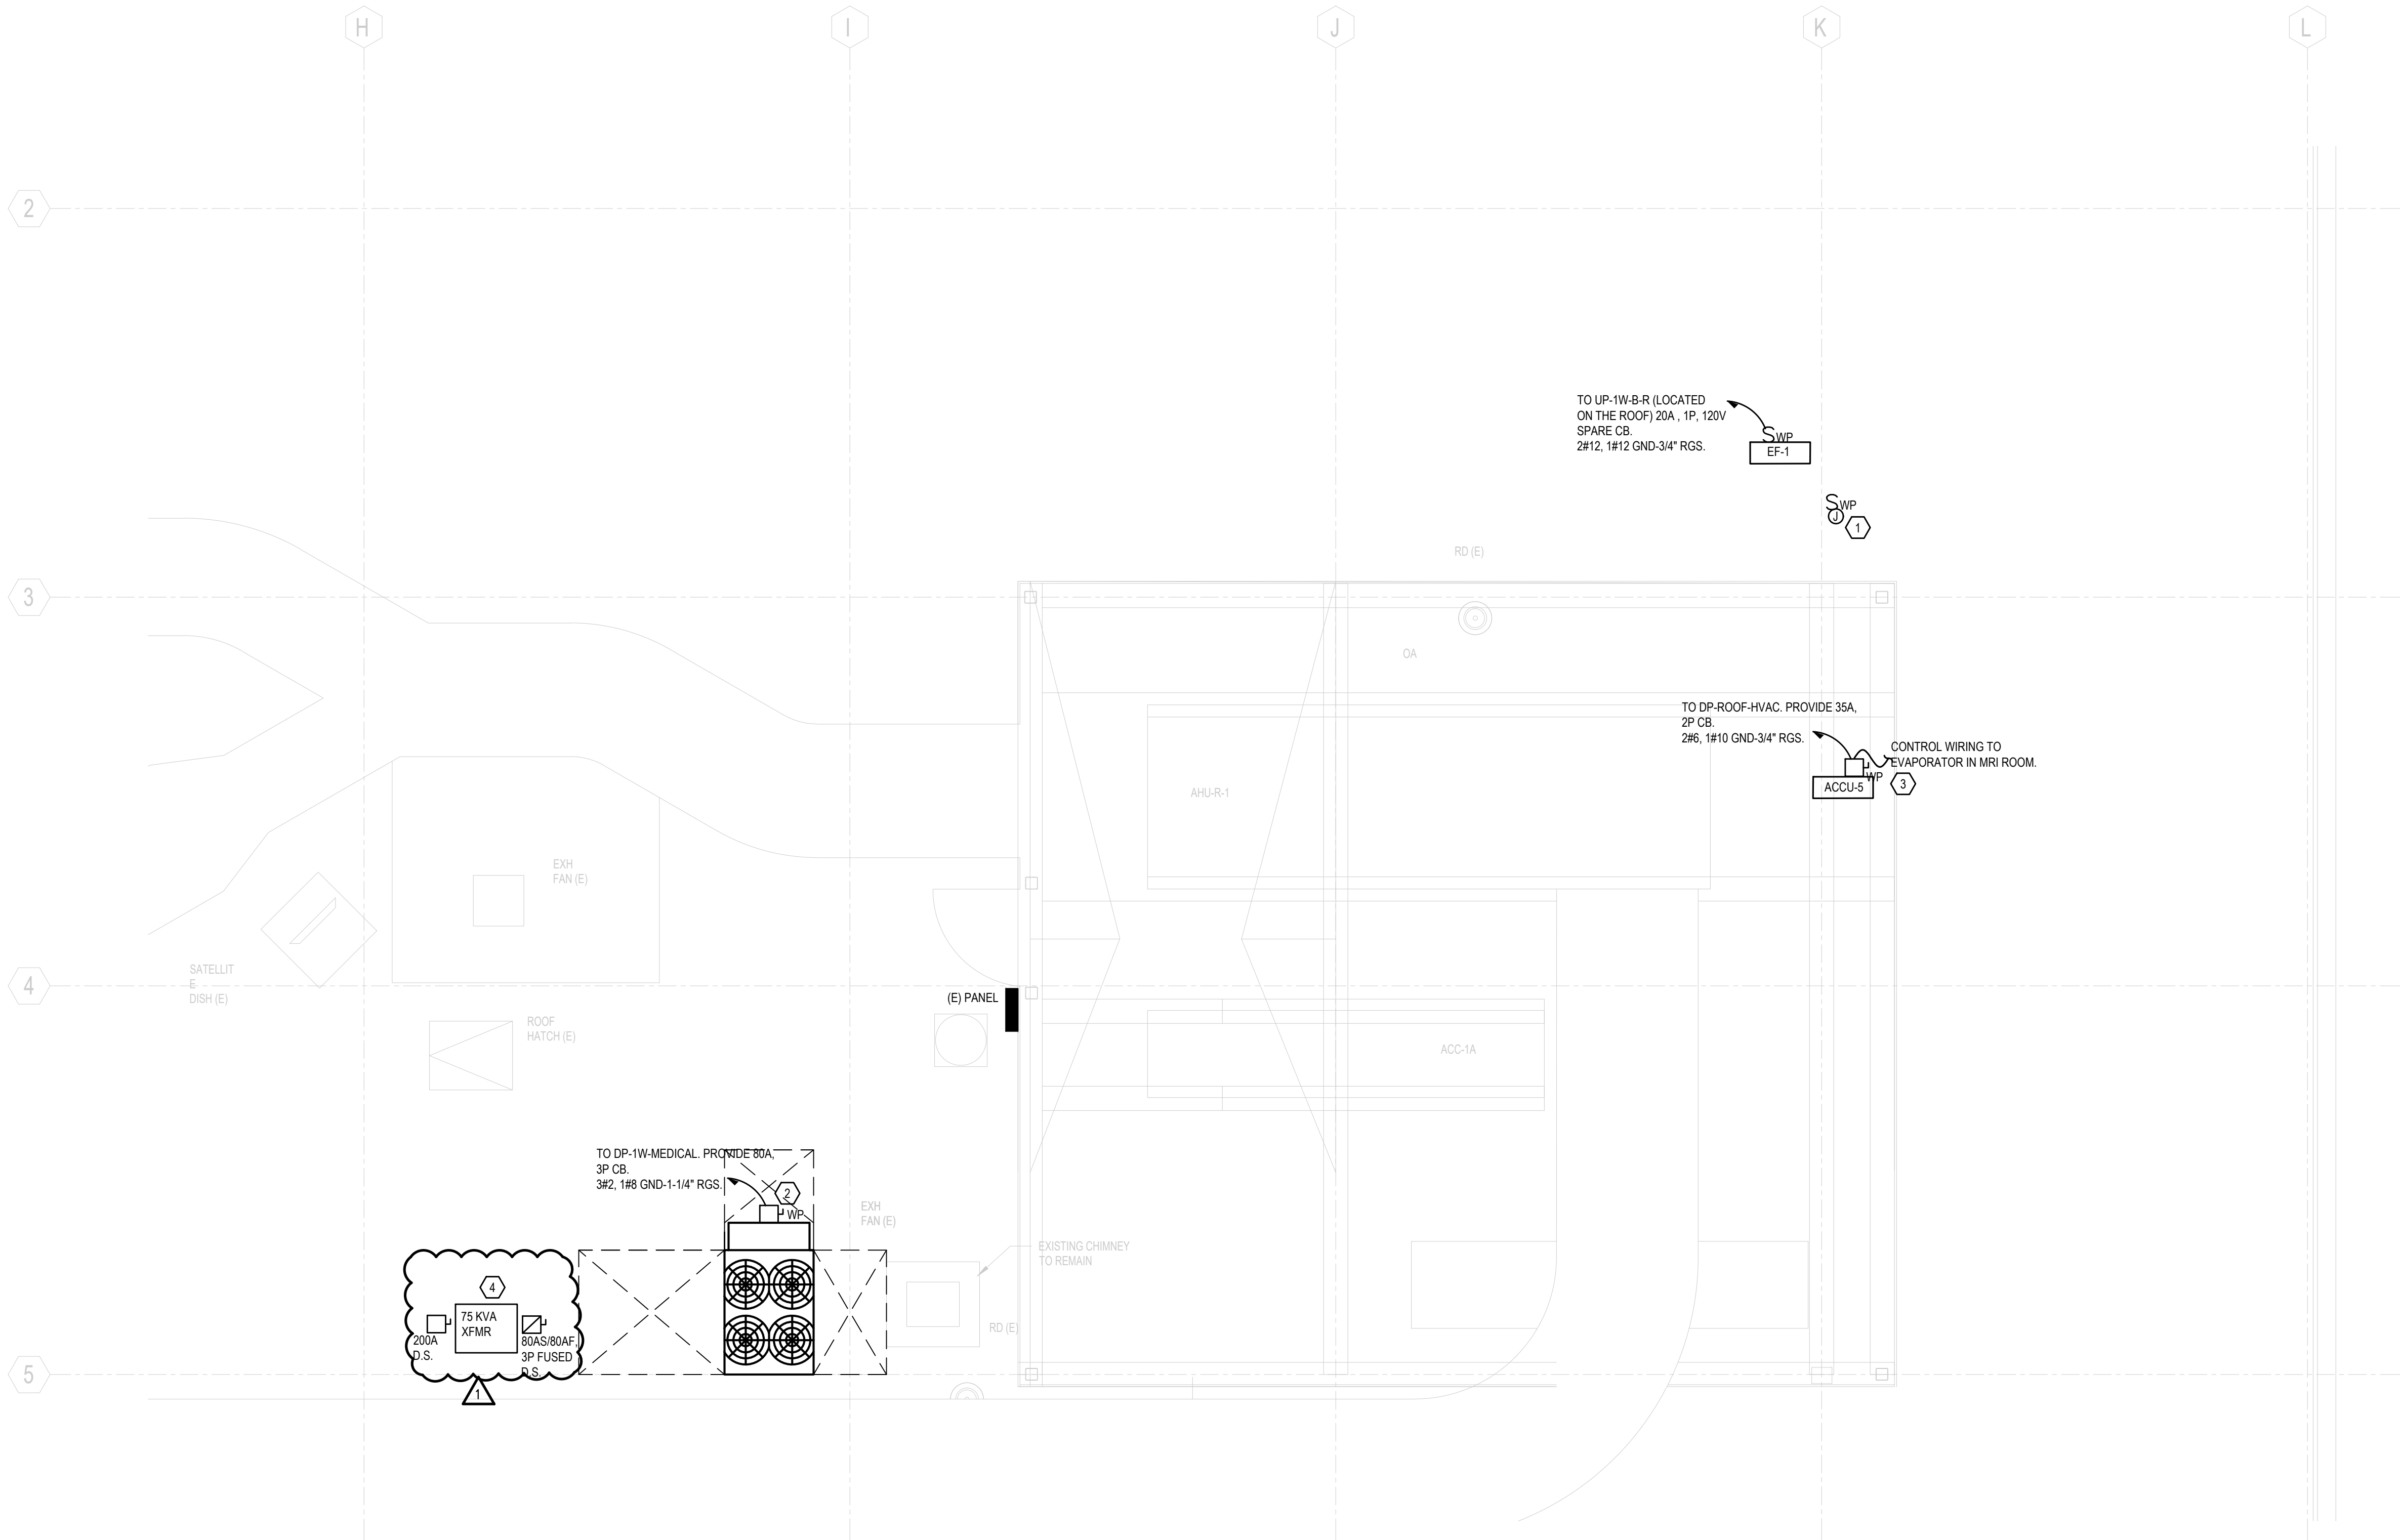 H
I
J
K
L
2
TO UP-1W-B-R (LOCATED
ON THE ROOF) 20A , 1P, 120V
SPARE CB.
2#12, 1#12 GND-3/4" RGS.
S WP
EF-1
S WP
J
1
RD (E)
3
OA
TO DP-ROOF-HVAC. PROVIDE 35A,
2P CB.
2#6, 1#10 GND-3/4" RGS.
CONTROL WIRING TO
EVAPORATOR IN MRI ROOM.
WP
ACCU-5
3
AHU-R-1
EXH
FAN (E)
SATELLIT
E
DISH (E)
4
(E) PANEL
ROOF
HATCH (E)
ACC-1A
TO DP-1W-MEDICAL. PROVIDE 80A,
3P CB.
3#2, 1#8 GND-1-1/4" RGS.
2
WP
EXH
FAN (E)
EXISTING CHIMNEY
TO REMAIN
4
75 KVA
XFMR
200A
D.S.
80AS/80AF,
3P FUSED
D.S.
RD (E)
5
1